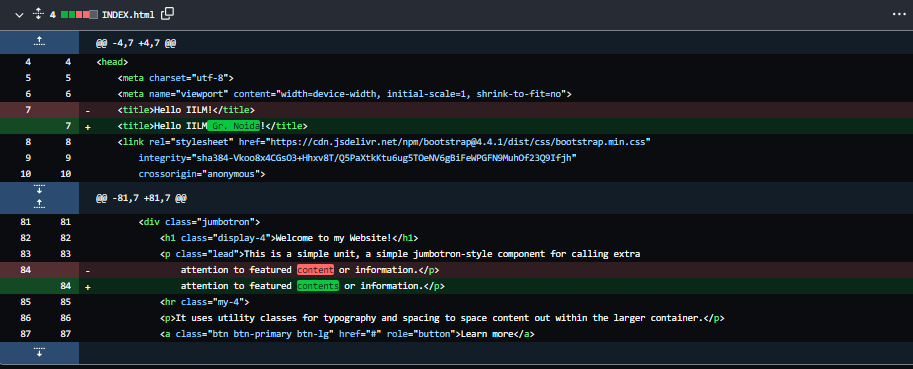 4 INDEX.html
@@ -4,7 +4,7 @@
4 4 <head>
5 5 <meta charset="utf-8">
6 6 <meta name="viewport" content="width=device-width, initial-scale=1, shrink-to-fit=no">
7 - <title>Hello IILM!</title>
7 + <title>Hello IILM Gr. Noida!</title>
8 8 <link rel="stylesheet" href="https://cdn.jsdelivr.net/npm/bootstrap@4.4.1/dist/css/bootstrap.min.css"
9 9 integrity="sha384-Vkoo8x4CGsO3+Hhxv8T/Q5PaXtkKtu6ug5TOeNV6gBiFeWPGFN9MuhOf23Q9Ifjh"
10 10 crossorigin="anonymous">
@@ -81,7 +81,7 @@
81 81 <div class="jumbotron">
82 82 <h1 class="display-4">Welcome to my Website!</h1>
83 83 <p class="lead">This is a simple unit, a simple jumbotron-style component for calling extra
84 - attention to featured content or information.</p>
84 + attention to featured contents or information.</p>
85 85 <hr class="my-4">
86 86 <p>It uses utility classes for typography and spacing to space content out within the larger container.</p>
87 87 <a class="btn btn-primary btn-lg" href="#" role="button">Learn more</a>